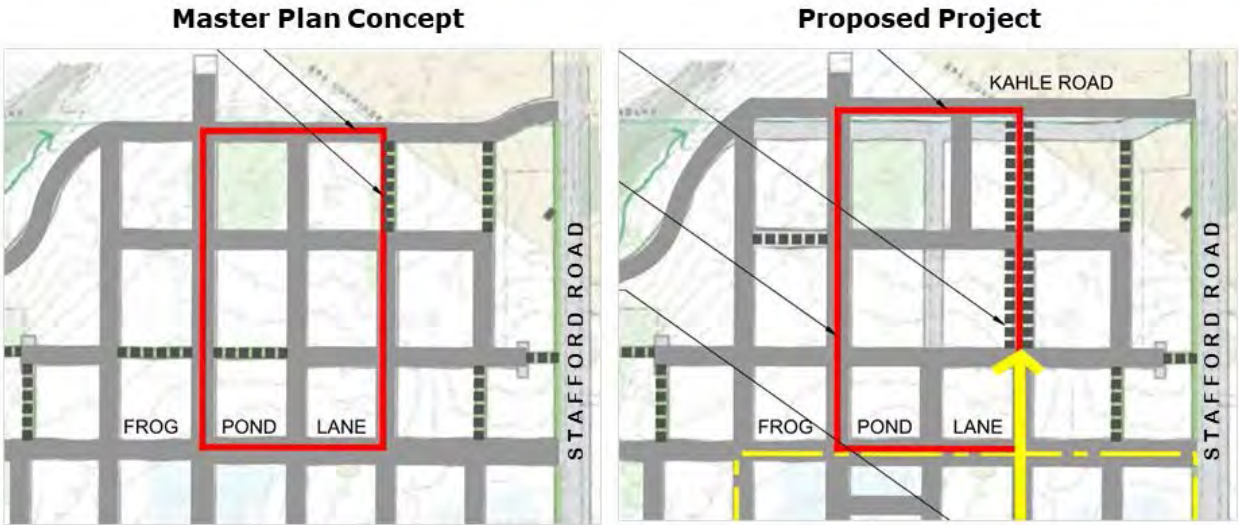 Master Plan Concept
FROG POND LANE
STAFFORD ROAD
Proposed Project
KAHLE ROAD
FROG POND LANE
STAFFORD ROAD